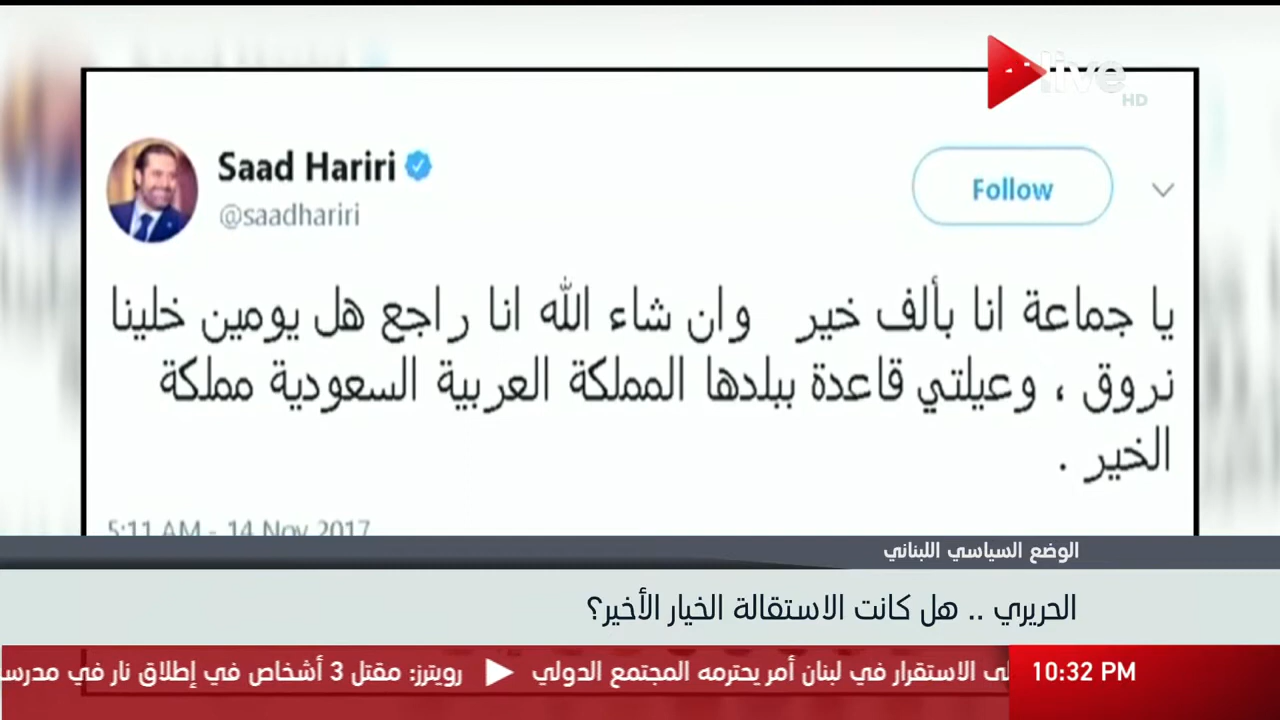 live
HD
Saad Hariri
@saadhariri
Follow
يا جماعة انا بألف خير وان شاء الله انا راجع هل يومين خلينا
نروق ، وعيلتي قاعدة ببلدها المملكة العربية السعودية مملكة
الخير .
5:11 AM - 14 Nov 2017
الوضع السياسي اللبناني
الحريري .. هل كانت الاستقالة الخيار الأخير؟
الاستقرار في لبنان أمر يحترمه المجتمع الدولي ◀ رويترز: مقتل 3 أشخاص في إطلاق نار في
10:32 PM